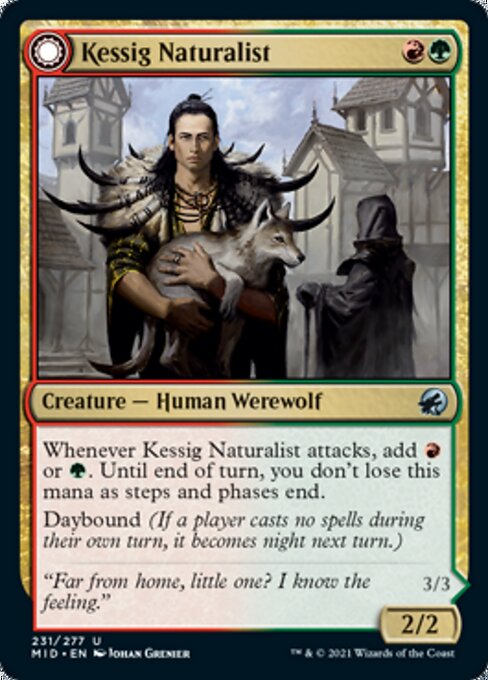 Kessig Naturalist
Creature — Human Werewolf
Whenever Kessig Naturalist attacks, add
or . Until end of turn, you don't lose this
mana as steps and phases end.
Daybound (If a player casts no spells during
their own turn, it becomes night next turn.)
"Far from home, little one? I know the
feeling."
3/3
2/2
231/277 U
MID • EN Johan Grenier
™ & © 2021 Wizards of the Coast